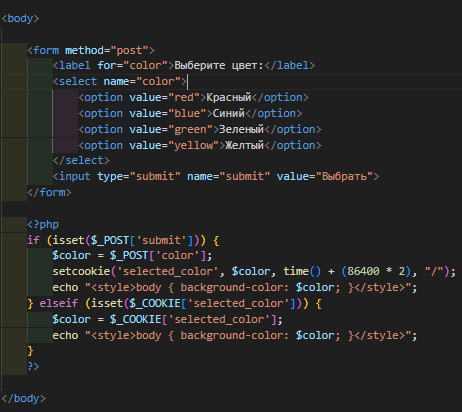 <body>
<form method="post">
<label for="color">Выберите цвет:</label>
<select name="color">
<option value="red">Красный</option>
<option value="blue">Синий</option>
<option value="green">Зеленый</option>
<option value="yellow">Желтый</option>
</select>
<input type="submit" name="submit" value="Выбрать">
</form>
<?php
if (isset($_POST['submit'])) {
$color = $_POST['color'];
setcookie('selected_color', $color, time() + (86400 * 2), "/");
echo "<style>body { background-color: $color; }</style>";
} elseif (isset($_COOKIE['selected_color'])) {
$color = $_COOKIE['selected_color'];
echo "<style>body { background-color: $color; }</style>";
}
?>
</body>